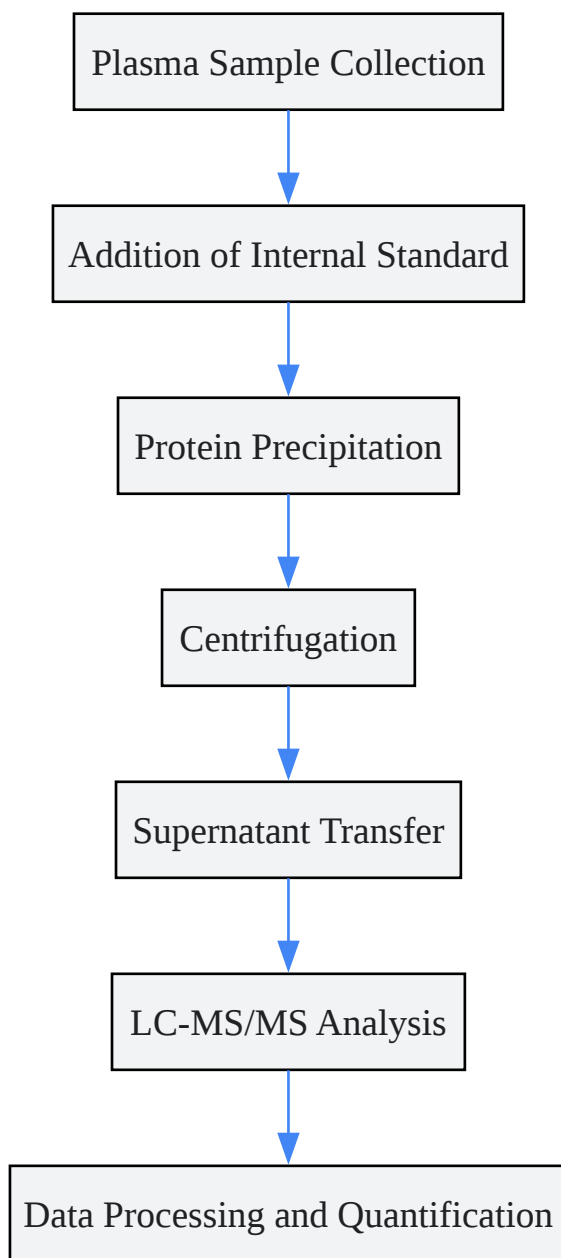 Plasma Sample Collection
Addition of Internal Standard
Protein Precipitation
Centrifugation
Supernatant Transfer
LC-MS/MS Analysis
Data Processing and Quantification